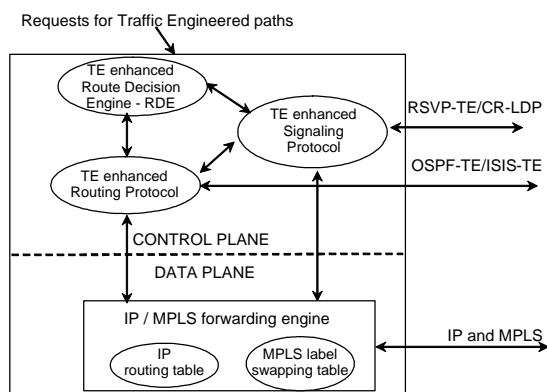 Requests for Traffic Engineered paths
TE enhanced
Route Decision
Engine - RDE
TE enhanced
Signaling
Protocol
RSVP-TE/CR-LDP
OSPF-TE/ISIS-TE
TE enhanced
Routing Protocol
CONTROL PLANE
DATA PLANE
IP / MPLS forwarding engine
IP
routing table
MPLS label
swapping table
IP and MPLS